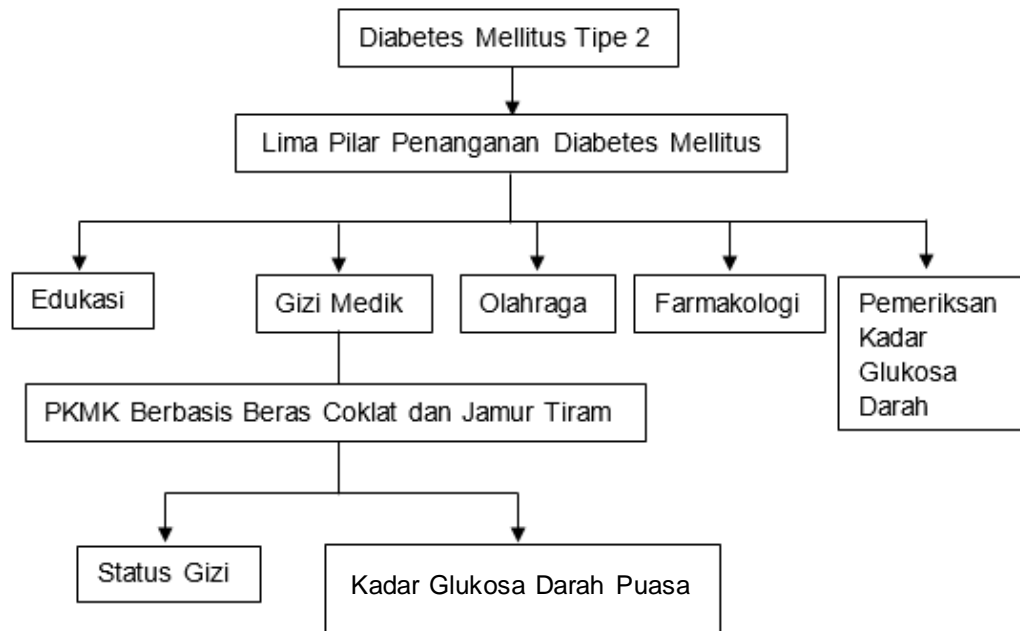 Diabetes Mellitus Tipe 2
Lima Pilar Penanganan Diabetes Mellitus
Edukasi
Gizi Medik
Olahraga
Farmakologi
Pemeriksan
Kadar
Glukosa
Darah
PKMK Berbasis Beras Coklat dan Jamur Tiram
Status Gizi
Kadar Glukosa Darah Puasa